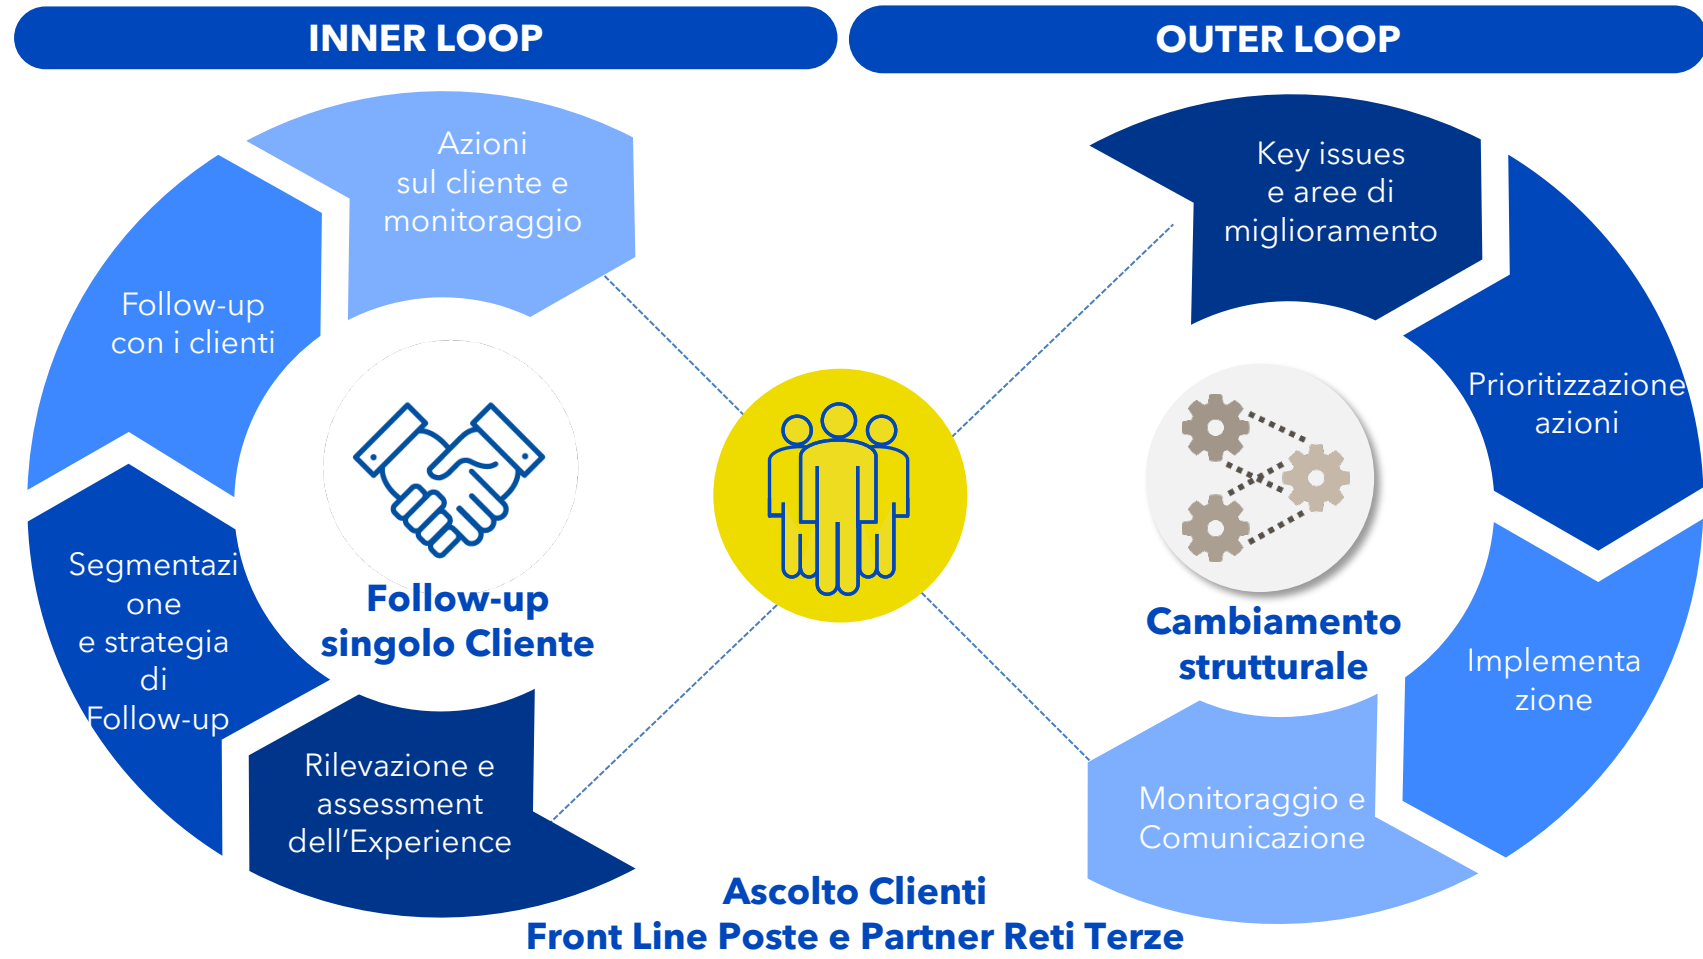 INNER LOOP
OUTER LOOP
Azioni
sul cliente e
monitoraggio
Follow-up
con i clienti
Segmentazi
one
e strategia
di
Follow-up
Rilevazione e
assessment
dell’Experience
Follow-up
singolo Cliente
Key issues
e aree di
miglioramento
Prioritizzazione
azioni
Implementa
zione
Monitoraggio e
Comunicazione
Cambiamento
strutturale
Ascolto Clienti
Front Line Poste e Partner Reti Terze